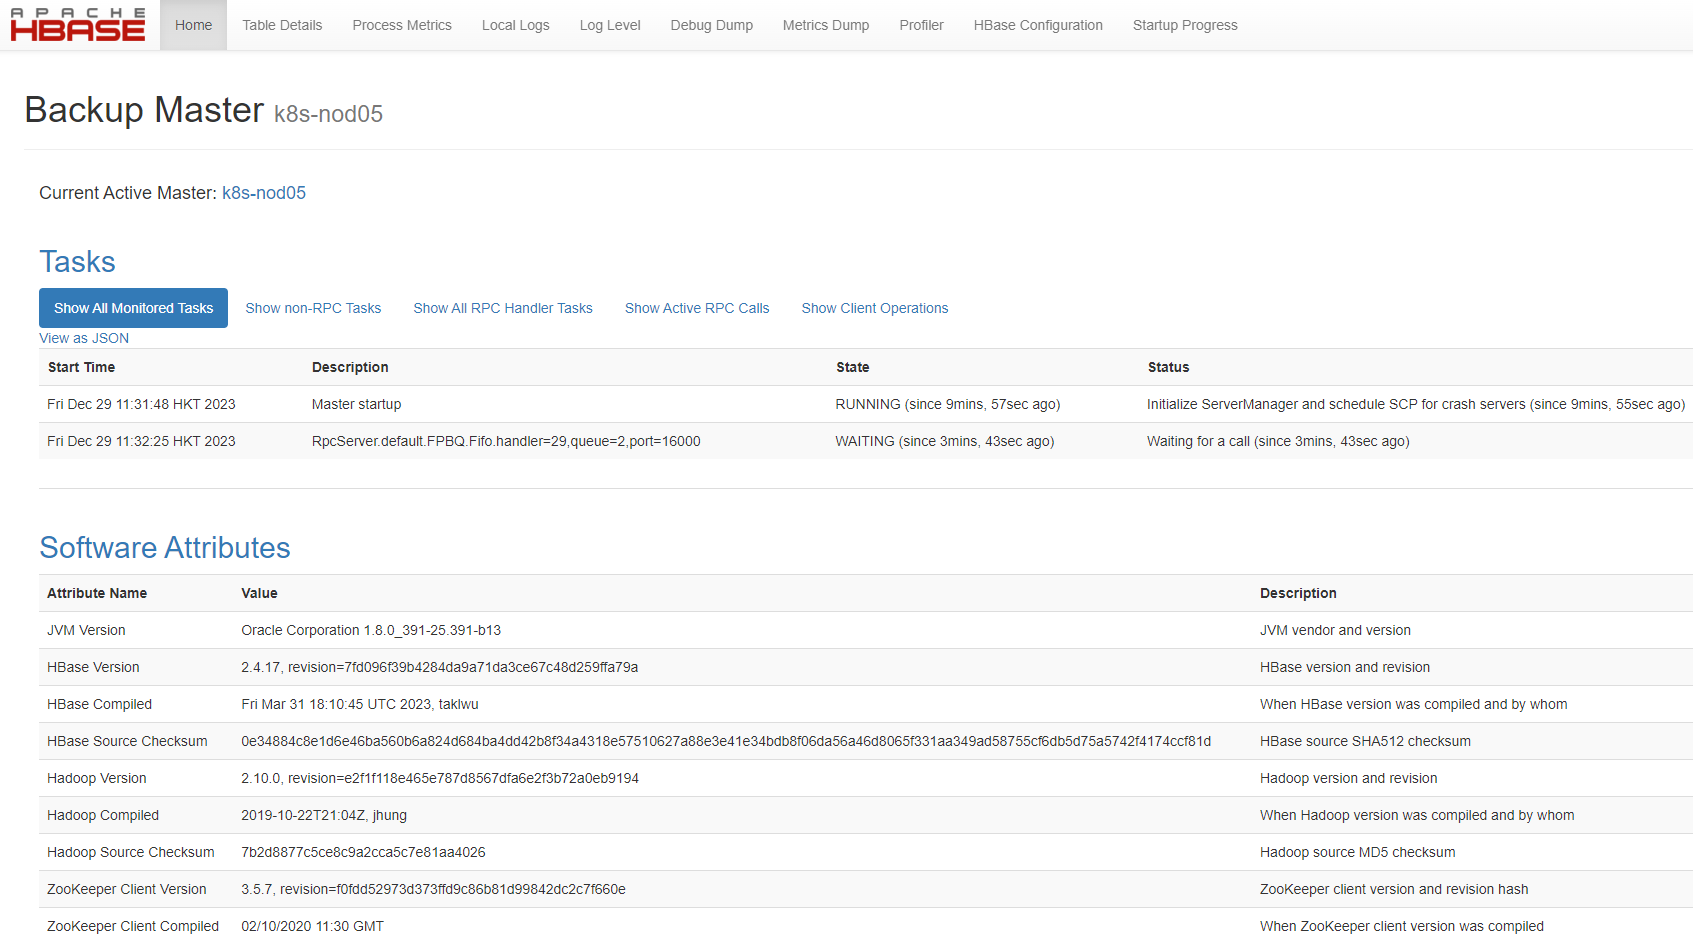 APACHE
HBASE
Home Table Details Process Metrics Local Logs Log Level Debug Dump Metrics Dump Profiler HBase Configuration Startup Progress
Backup Master k8s-nod05
Current Active Master: k8s-nod05
Tasks
Show All Monitored Tasks Show non-RPC Tasks Show All RPC Handler Tasks Show Active RPC Calls Show Client Operations
View as JSON
Start Time Description State Status
Fri Dec 29 11:31:48 HKT 2023 Master startup RUNNING (since 9mins, 57sec ago) Initialize ServerManager and schedule SCP for crash servers (since 9mins, 55sec ago)
Fri Dec 29 11:32:25 HKT 2023 RpcServer.default.FPBQ.Fifo.handler=29,queue=2,port=16000 WAITING (since 3mins, 43sec ago) Waiting for a call (since 3mins, 43sec ago)
Software Attributes
Attribute Name Value Description
JVM Version Oracle Corporation 1.8.0_391-25.391-b13 JVM vendor and version
HBase Version 2.4.17, revision=7fd096f39b4284da9a71da3ce67c48d259ffa79a HBase version and revision
HBase Compiled Fri Mar 31 18:10:45 UTC 2023, taklwu When HBase version was compiled and by whom
HBase Source Checksum 0e34884c8e1d6e46ba560b6a824d684ba4dd42b8f34a4318e57510627a88e3e41e34bdb8f06da56a46d8065f331aa349ad58755cf6db5d75a5742f4174ccf81d HBase source SHA512 checksum
Hadoop Version 2.10.0, revision=e2f1f118e465e787d8567dfa6e2f3b72a0eb9194 Hadoop version and revision
Hadoop Compiled 2019-10-22T21:04Z, jhung When Hadoop version was compiled and by whom
Hadoop Source Checksum 7b2d8877c5ce8c9a2cca5c7e81aa4026 Hadoop source MD5 checksum
ZooKeeper Client Version 3.5.7, revision=f0fdd52973d373ffd9c86b81d99842dc2c7f660e ZooKeeper client version and revision hash
ZooKeeper Client Compiled 02/10/2020 11:30 GMT When ZooKeeper client version was compiled